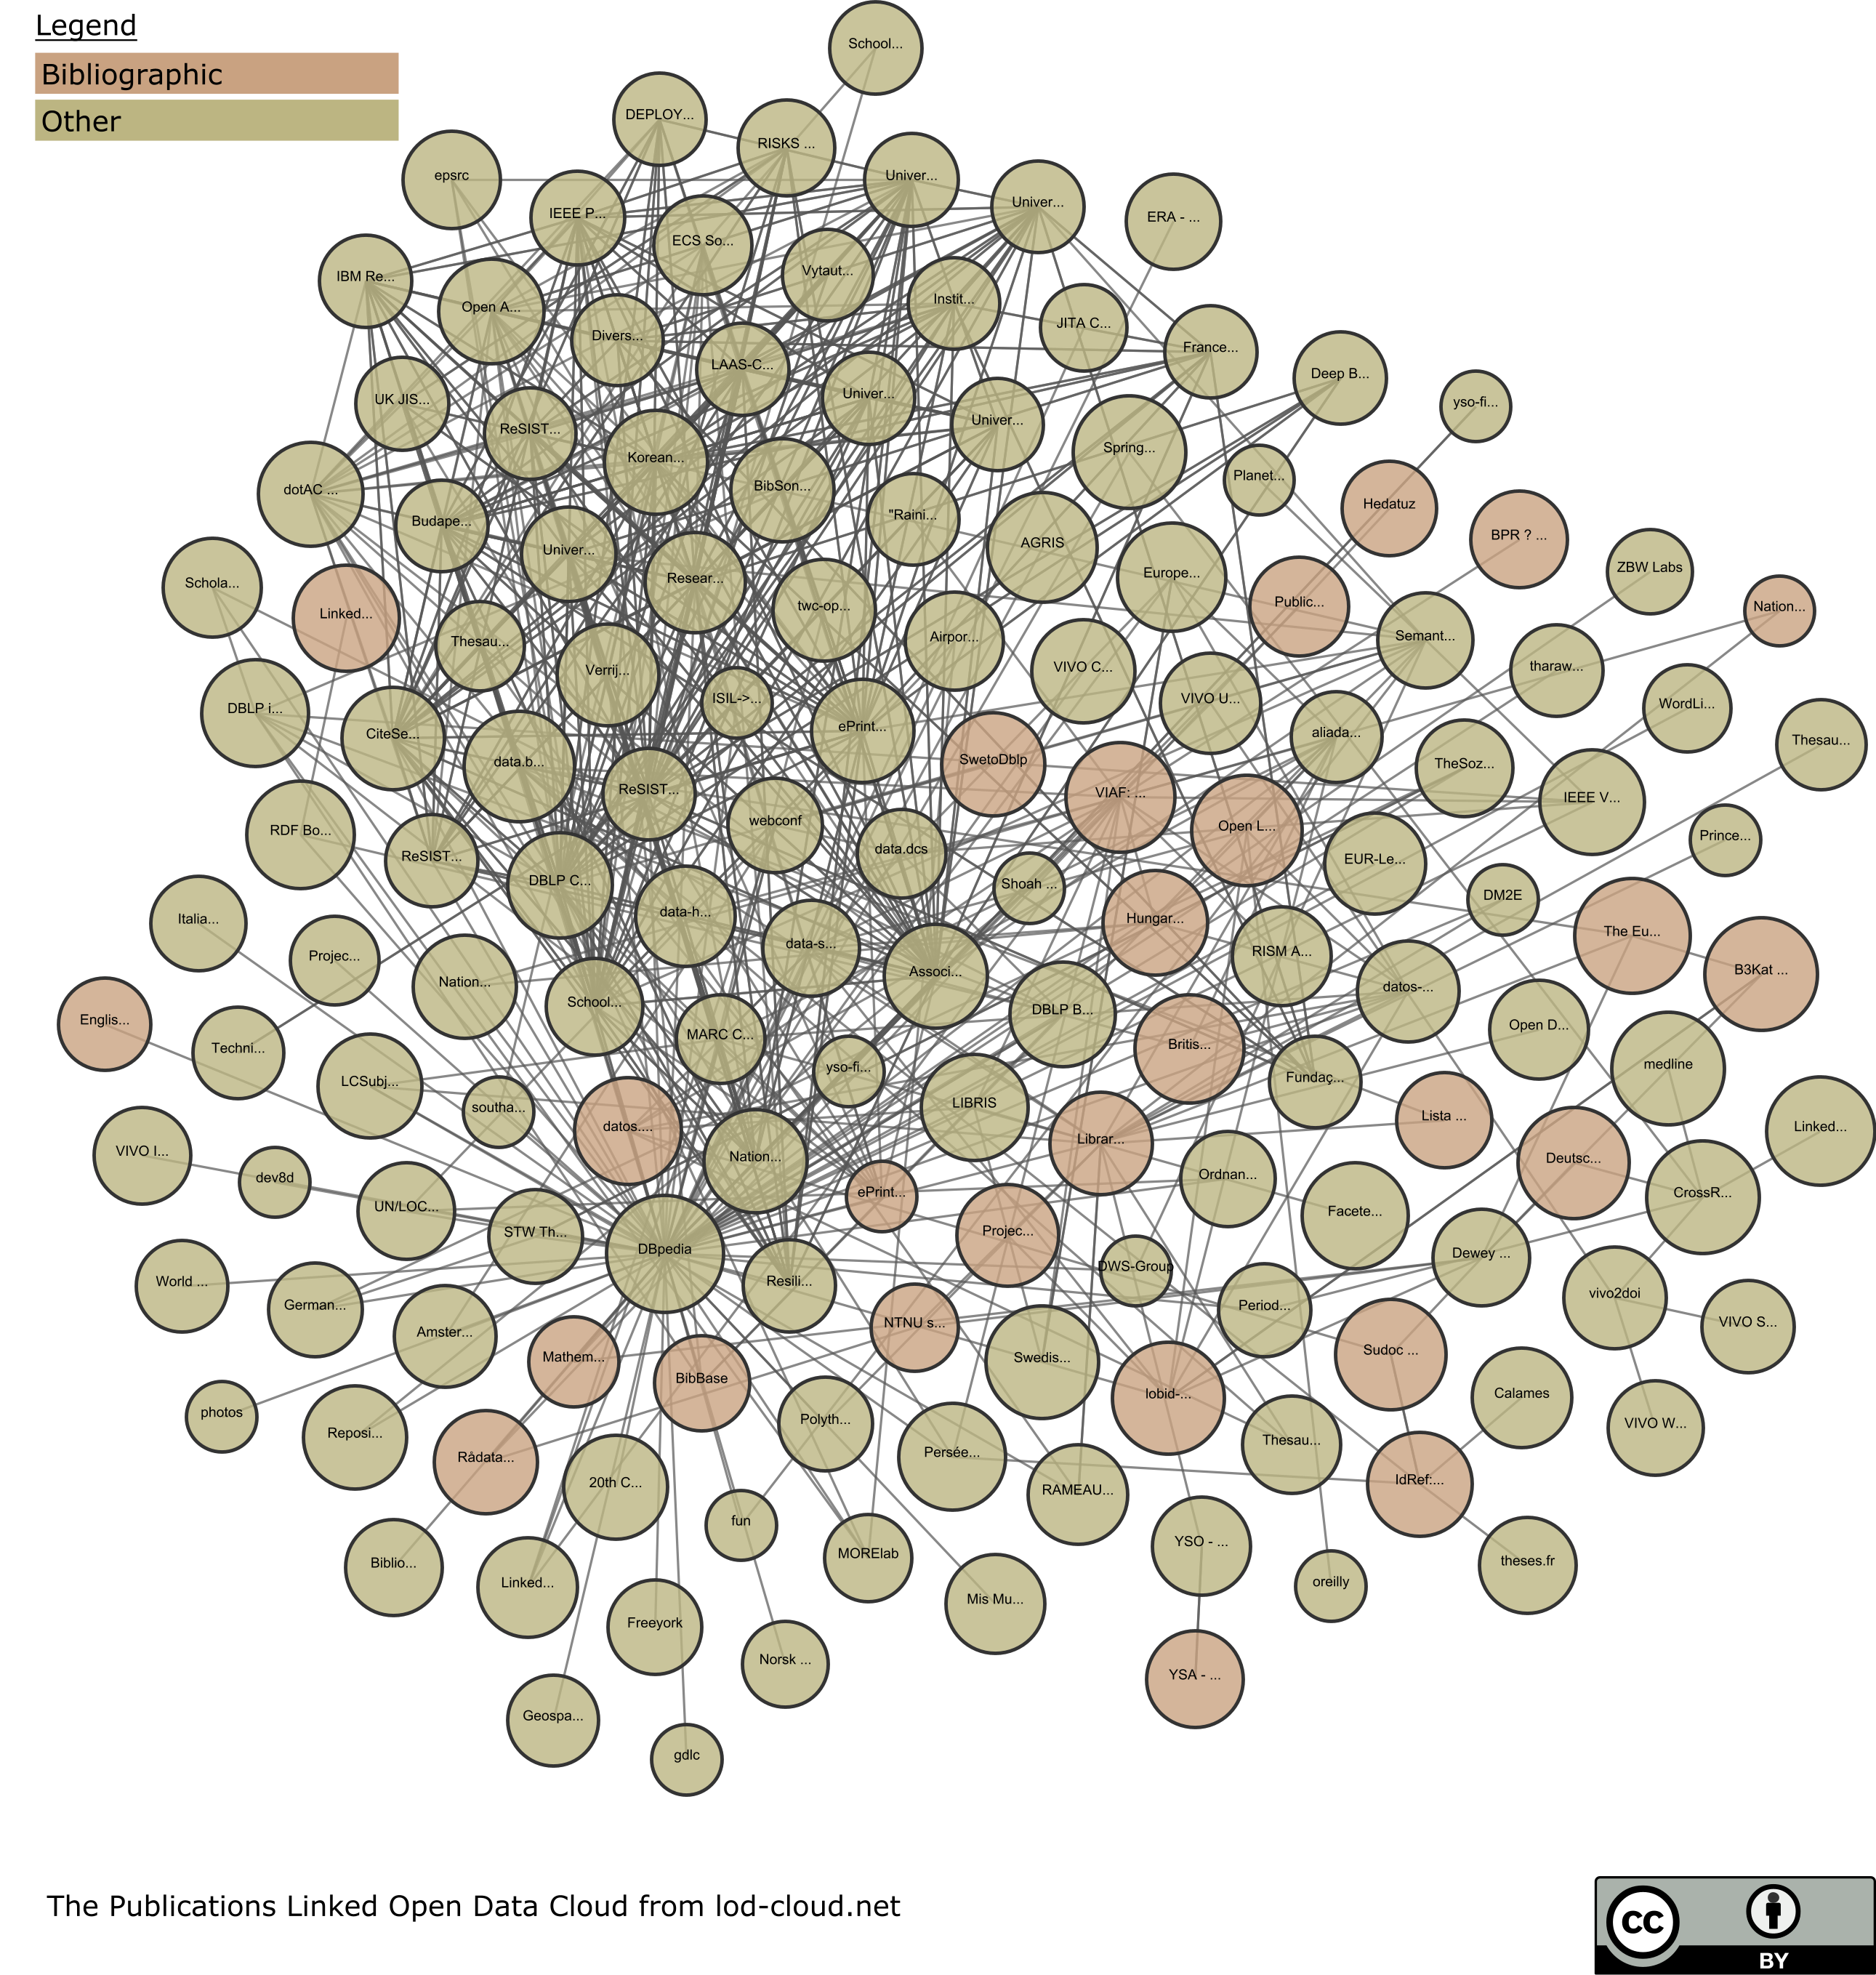 Legend
Bibliographic
Other
School...
DEPLOY...
RISKS ...
epsrc
Univer...
Univer...
IEEE P...
ERA - ...
ECS So...
Vytaut...
IBM Re...
Open A...
Instit...
JITA C...
Divers...
France...
LAAS-C...
Deep B...
UK JIS...
Univer...
yso-fi...
Univer...
ReSIST...
Spring...
Korean...
Planet...
BibSon...
dotAC ...
Hedatuz
"Raini...
Budape...
BPR ? ...
AGRIS
Univer...
ZBW Labs
Europe...
Resear...
Schola...
Public...
twc-op...
Nation...
Linked...
Airpor...
Semant...
Thesau...
VIVO C...
tharaw...
Verrij...
ISIL->...
VIVO U...
WordLi...
DBLP i...
ePrint...
aliada...
CiteSe...
Thesau...
SwetoDblp
data.b...
TheSoz...
ReSIST...
VIAF: ...
IEEE V...
webconf
Open L...
RDF Bo...
Prince...
data.dcs
ReSIST...
EUR-Le...
DBLP C...
Shoah ...
DM2E
data-h...
Hungar...
Italia...
The Eu...
data-s...
RISM A...
Projec...
B3Kat ...
Associ...
Nation...
datos-...
School...
DBLP B...
Englis...
Open D...
MARC C...
Britis...
Techni...
medline
yso-fi...
Fundaç...
LCSubj...
LIBRIS
southa...
Lista ...
datos....
Linked...
Librar...
VIVO I...
Nation...
Deutsc...
dev8d
Ordnan...
ePrint...
CrossR...
UN/LOC...
Facete...
STW Th...
Projec...
DBpedia
Dewey ...
DWS-Group
World ...
Resili...
vivo2doi
German...
Period...
NTNU s...
VIVO S...
Amster...
Sudoc ...
Mathem...
Swedis...
BibBase
lobid-...
Calames
photos
Polyth...
VIVO W...
Reposi...
Thesau...
Persée...
Rådata...
IdRef:...
20th C...
RAMEAU...
fun
YSO - ...
MORElab
Biblio...
theses.fr
Linked...
oreilly
Mis Mu...
Freeyork
Norsk ...
YSA - ...
Geospa...
gdlc
The Publications Linked Open Data Cloud from lod-cloud.net
cc
BY